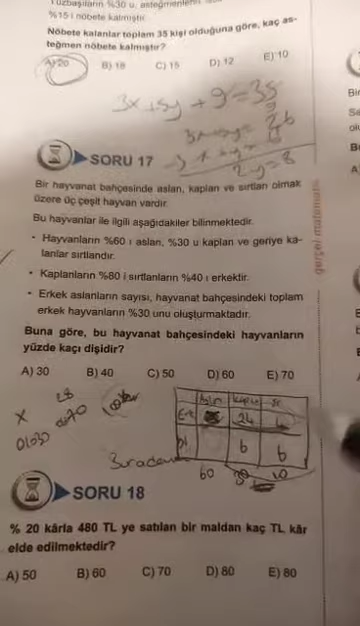 %15 i nöbete kalmıştır.
Nöbete kalanlar toplam 35 kişi olduğuna göre, kaç as-
teğmen nöbete kalmıştır?
A) 20 B) 18 C) 15 D) 12 E) 10
SORU 17
Bir hayvanat bahçesinde aslan, kaplan ve sırtlan olmak
üzere üç çeşit hayvan vardır.
Bu hayvanlar ile ilgili aşağıdakiler bilinmektedir.
• Hayvanların %60 ı aslan, %30 u kaplan ve geriye ka-
lanlar sırtlandır.
• Kaplanların %80 i sırtlanların %40 ı erkektir.
• Erkek aslanların sayısı, hayvanat bahçesindeki toplam
erkek hayvanların %30 unu oluşturmaktadır.
Buna göre, bu hayvanat bahçesindeki hayvanların
yüzde kaçı dişidir?
A) 30 B) 40 C) 50 D) 60 E) 70
24
6 6
60 30 10
SORU 18
% 20 kârla 480 TL ye satılan bir maldan kaç TL kâr
elde edilmektedir?
A) 50 B) 60 C) 70 D) 80 E) 80